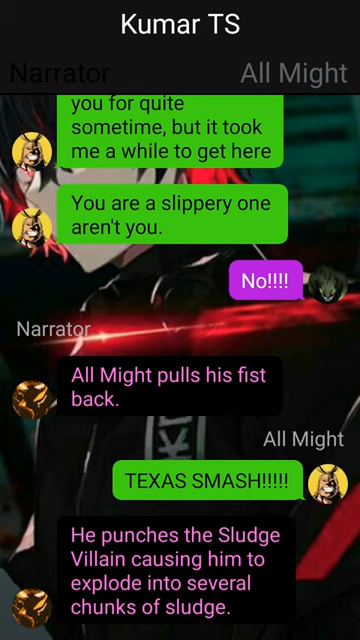 Kumar TS
Narrator
All Might
you for quite
sometime, but it took
me a while to get here
You are a slippery one
aren't you.
No!!!!
Narrator
All Might pulls his fist
back.
All Might
TEXAS SMASH!!!!!
He punches the Sludge
Villain causing him to
explode into several
chunks of sludge.